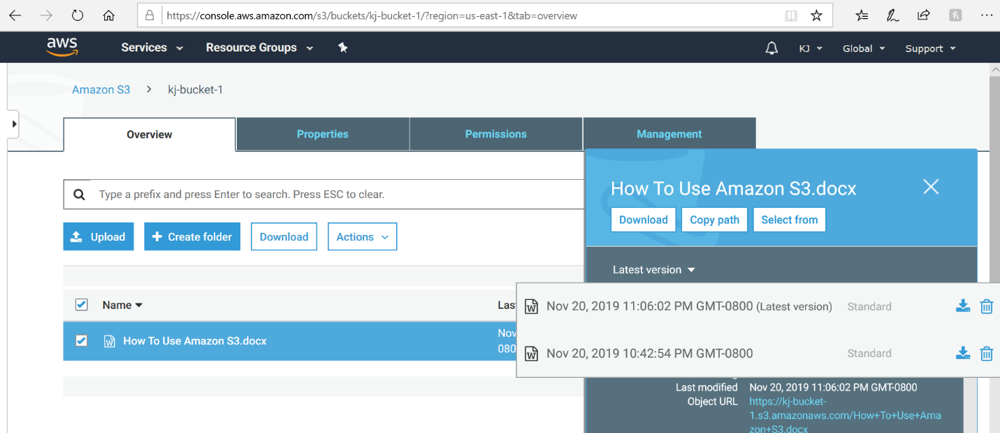 https://console.aws.amazon.com/s3/buckets/kj-bucket-1/?region=us-east-1&tab=overview
aws Services Resource Groups KJ Global Support
Amazon S3 > kj-bucket-1
Overview Properties Permissions Management
How To Use Amazon S3.docx
Type a prefix and press Enter to search. Press ESC to clear.
Download Copy path Select from
Upload Create folder Download Actions
Latest version
Name Las
Nov 20, 2019 11:06:02 PM GMT-0800 (Latest version) Standard
How To Use Amazon S3.docx Nov
080
Nov 20, 2019 10:42:54 PM GMT-0800 Standard
Last modified Nov 20, 2019 11:06:02 PM GMT-0800
Object URL https://kj-bucket-
1.s3.amazonaws.com/How+To+Use+Ama
zon+S3.docx